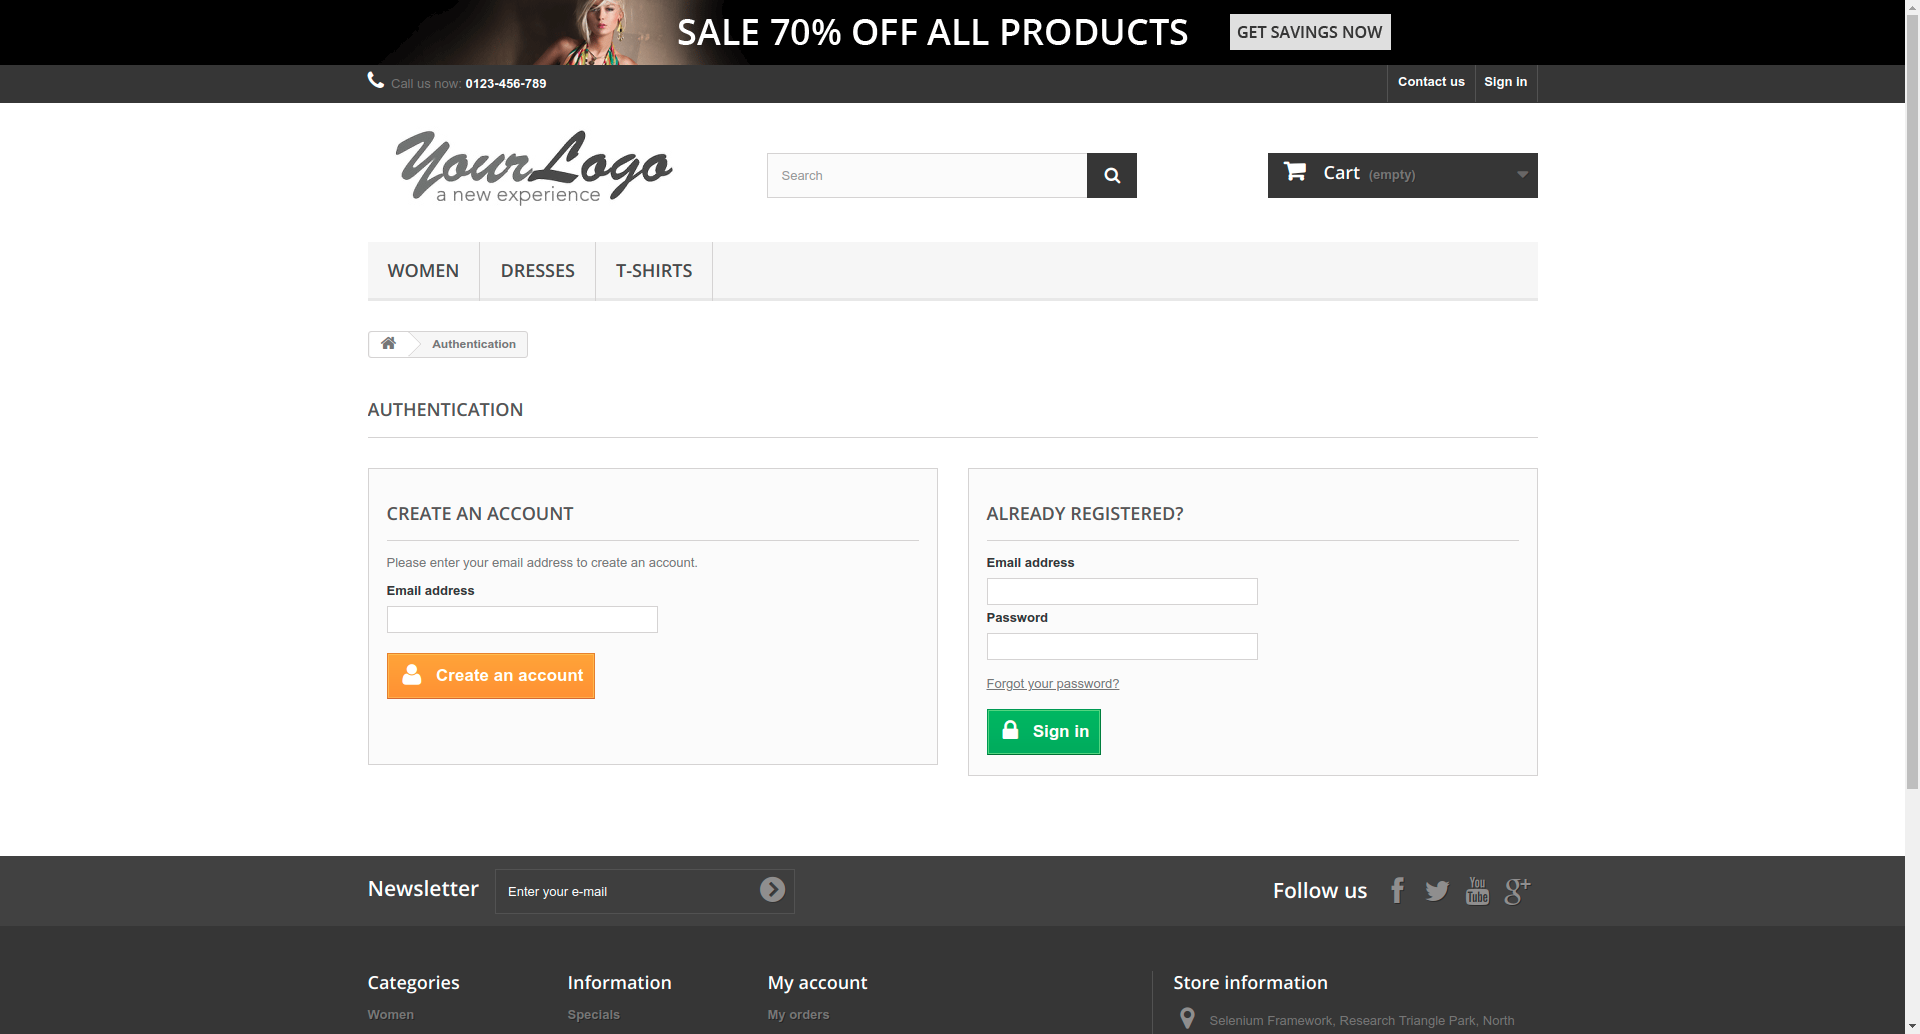 SALE 70% OFF ALL PRODUCTS GET SAVINGS NOW
Call us now: 0123-456-789 Contact us Sign in
YourLogo
a new experience
Search
Cart (empty)
WOMEN DRESSES T-SHIRTS
Authentication
AUTHENTICATION
CREATE AN ACCOUNT
Please enter your email address to create an account.
Email address
Create an account
ALREADY REGISTERED?
Email address
Password
Forgot your password?
Sign in
Newsletter Enter your e-mail Follow us
You
Tube
g+
Categories
Women
Information
Specials
My account
My orders
Store information
Selenium Framework, Research Triangle Park, North